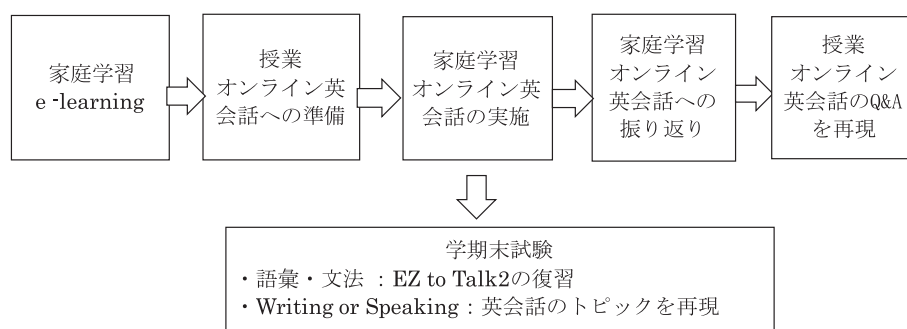 家庭学習
e-learning
授業
オンライン英
会話への準備
家庭学習
オンライン英
会話の実施
家庭学習
オンライン
英会話への
振り返り
授業
オンライン
英会話のQ&A
を再現
学期末試験
・語彙・文法：EZ to Talk2の復習
・Writing or Speaking：英会話のトピックを再現